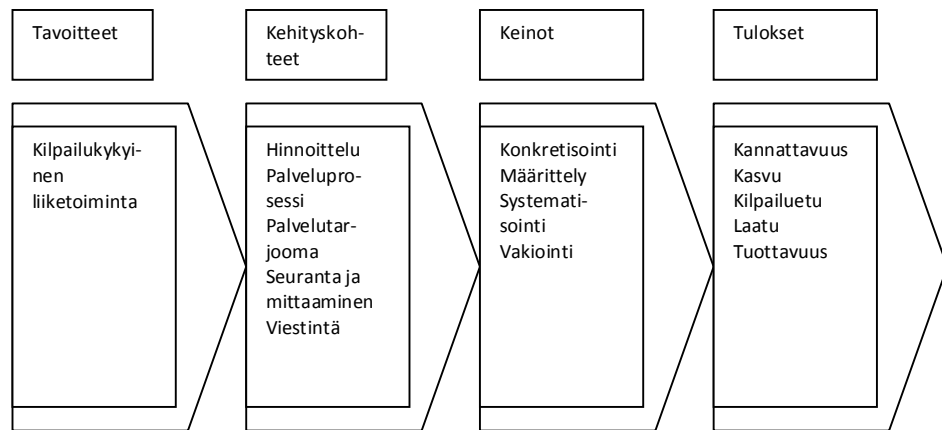 Tavoitteet
Kehityskoh-
teet
Keinot
Tulokset
Kilpailukykyi-
nen
liiketoiminta
Hinnoittelu
Palvelupro-
sessi
Palvelutar-
jooma
Seuranta ja
mittaaminen
Viestintä
Konkretisointi
Määrittely
Systemati-
sointi
Vakiointi
Kannattavuus
Kasvu
Kilpailuetu
Laatu
Tuottavuus